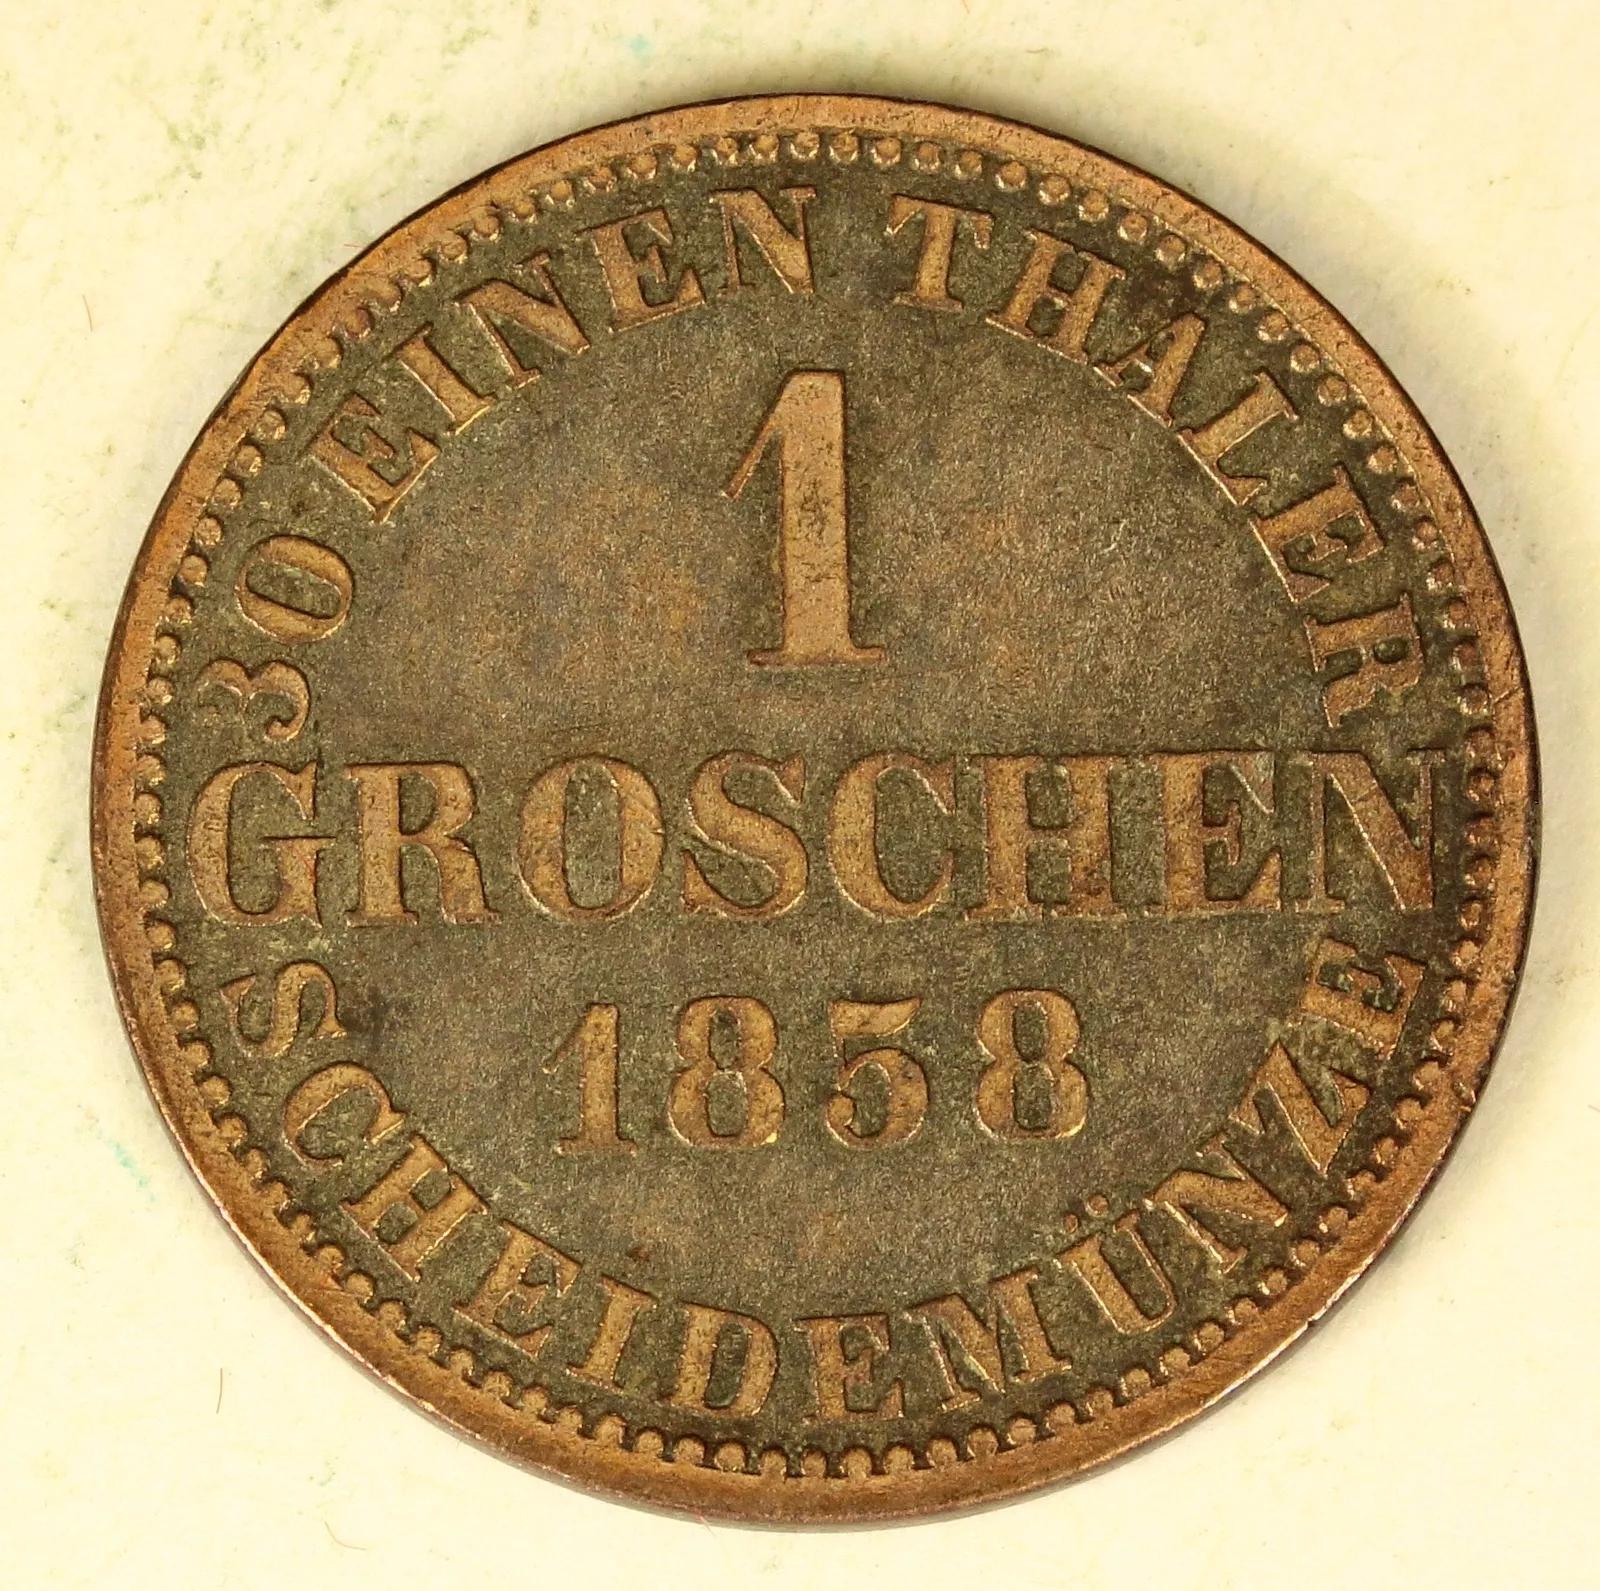 30 EINEN THALER
1
GROSCHEN
1858
SCHEIDEMÜNZE